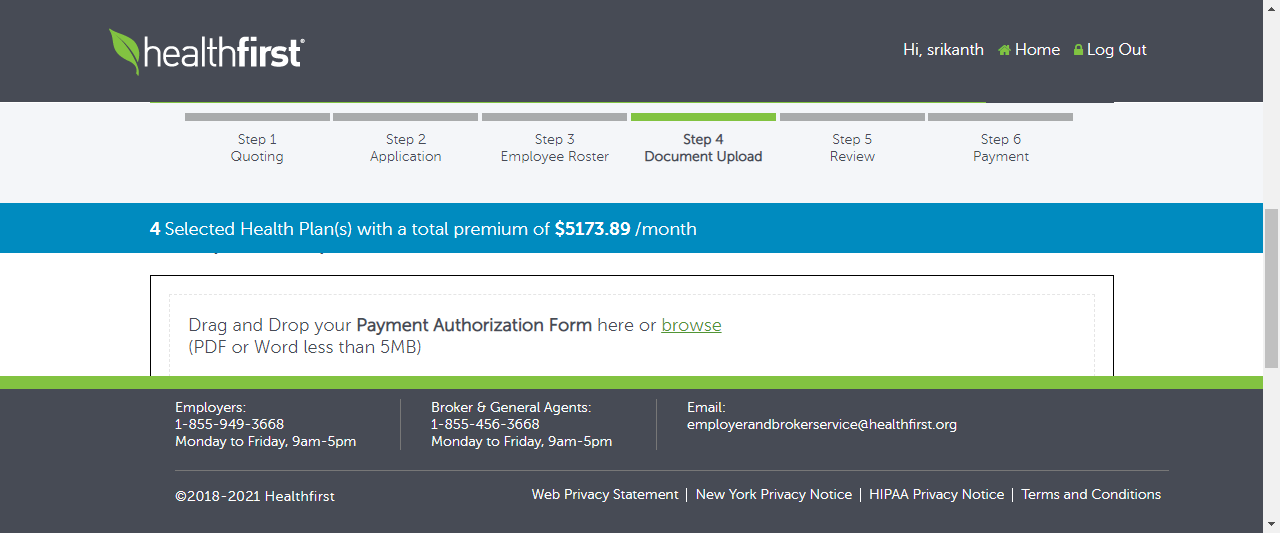 healthfirst®
Hi, srikanth Home Log Out
Step 1
Quoting
Step 2
Application
Step 3
Employee Roster
Step 4
Document Upload
Step 5
Review
Step 6
Payment
4 Selected Health Plan(s) with a total premium of $5173.89 /month
Drag and Drop your Payment Authorization Form here or browse
(PDF or Word less than 5MB)
Employers:
1-855-949-3668
Monday to Friday, 9am-5pm
Broker & General Agents:
1-855-456-3668
Monday to Friday, 9am-5pm
Email:
employerandbrokerservice@healthfirst.org
©2018-2021 Healthfirst
Web Privacy Statement | New York Privacy Notice | HIPAA Privacy Notice | Terms and Conditions